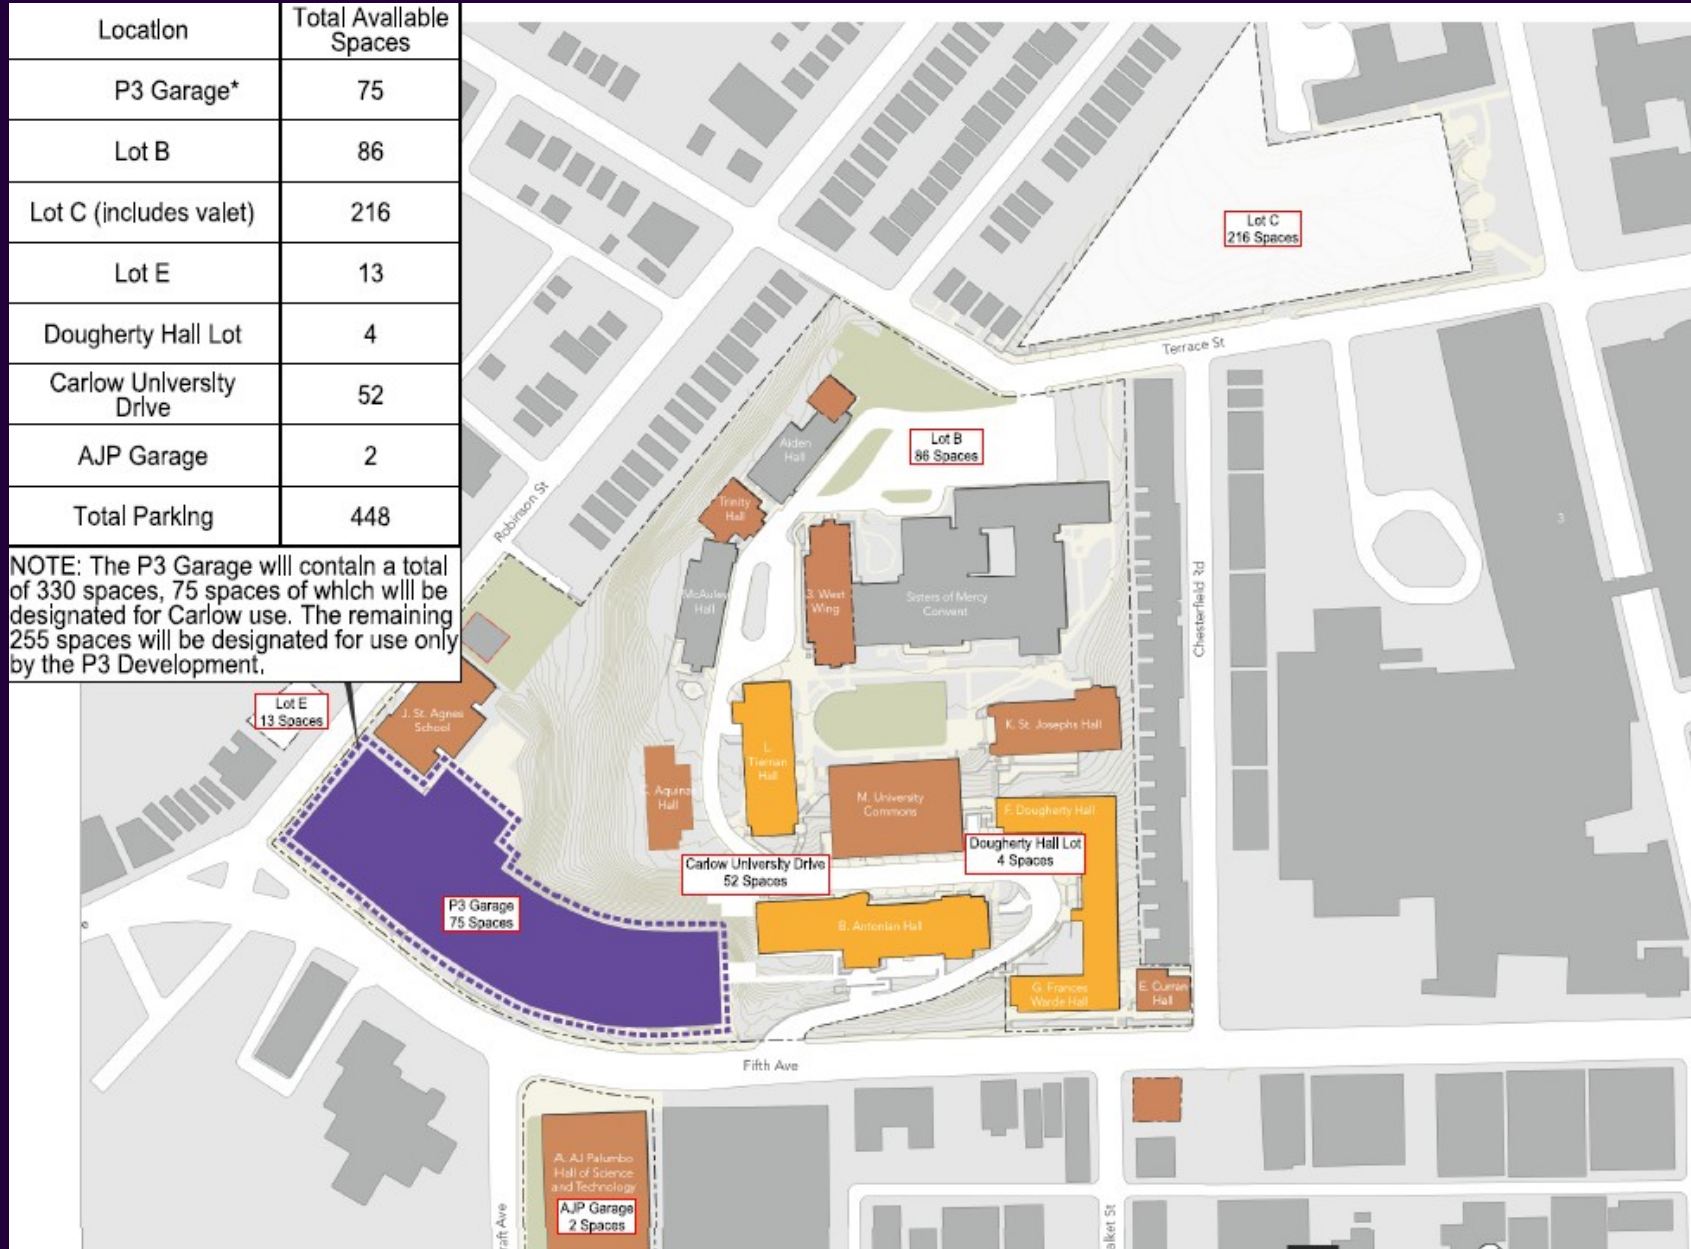 Location
Total Available
Spaces
P3 Garage*
75
Lot B
86
Lot C (includes valet)
216
Lot E
13
Dougherty Hall Lot
4
Carlow University
Drive
52
AJP Garage
2
Total Parking
448
NOTE: The P3 Garage will contain a total
of 330 spaces, 75 spaces of which will be
designated for Carlow use. The remaining
255 spaces will be designated for use only
by the P3 Development.
Lot C
216 Spaces
Terrace St
Lot B
86 Spaces
Aiden
Hall
Trinity
Hall
Robinson St
3
McAuley
Hall
3. West
Wing
Sisters of Mercy
Convent
Chesterfield Rd
Lot E
13 Spaces
J. St. Agnes
School
K. St. Josephs Hall
L.
Tiernan
Hall
Aquinas
Hall
M. University
Commons
F. Dougherty Hall
Dougherty Hall Lot
4 Spaces
Carlow University Drive
52 Spaces
P3 Garage
75 Spaces
B. Antonian Hall
G. Frances
Warde Hall
E. Curran
Hall
Fifth Ave
A. AJ Palumbo
Hall of Science
and Technology
AJP Garage
2 Spaces
raft Ave
alket St